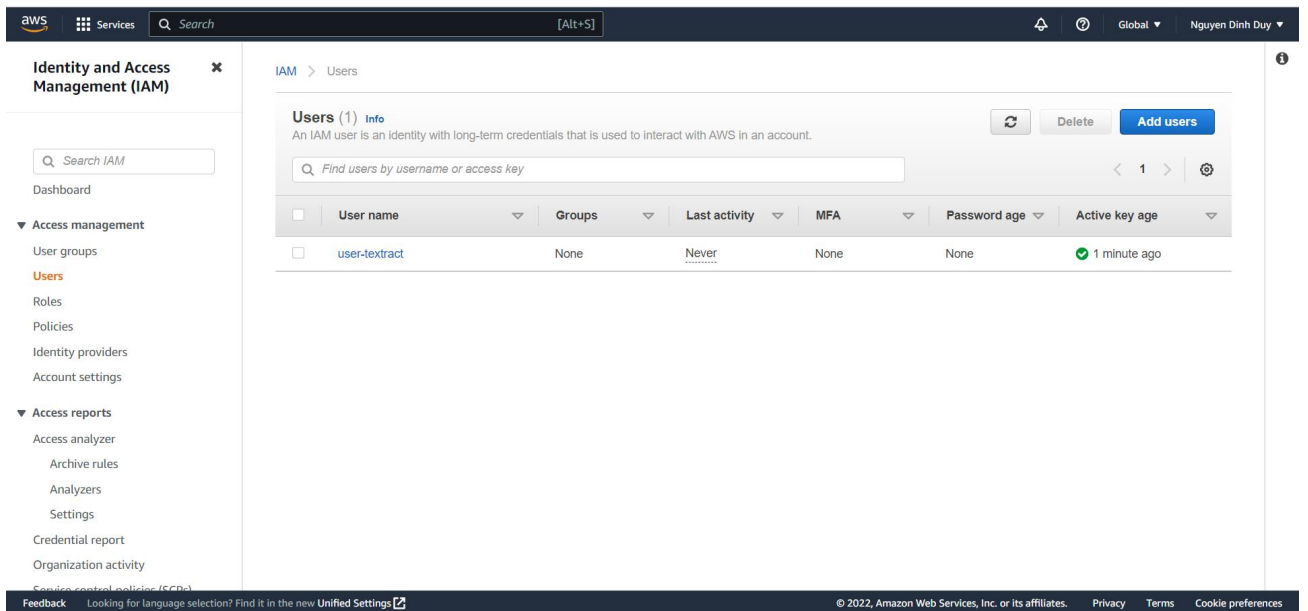 aws Services Search [Alt+S] Global Nguyen Dinh Duy
Identity and Access
Management (IAM)
Search IAM
Dashboard
Access management
User groups
Users
Roles
Policies
Identity providers
Account settings
Access reports
Access analyzer
Archive rules
Analyzers
Settings
Credential report
Organization activity
Service control policies (SCPs)
IAM > Users
Users (1) Info
An IAM user is an identity with long-term credentials that is used to interact with AWS in an account.
Delete Add users
Find users by username or access key
1
User name Groups Last activity MFA Password age Active key age
user-textract None Never None None 1 minute ago
Feedback Looking for language selection? Find it in the new Unified Settings © 2022, Amazon Web Services, Inc. or its affiliates. Privacy Terms Cookie preferences